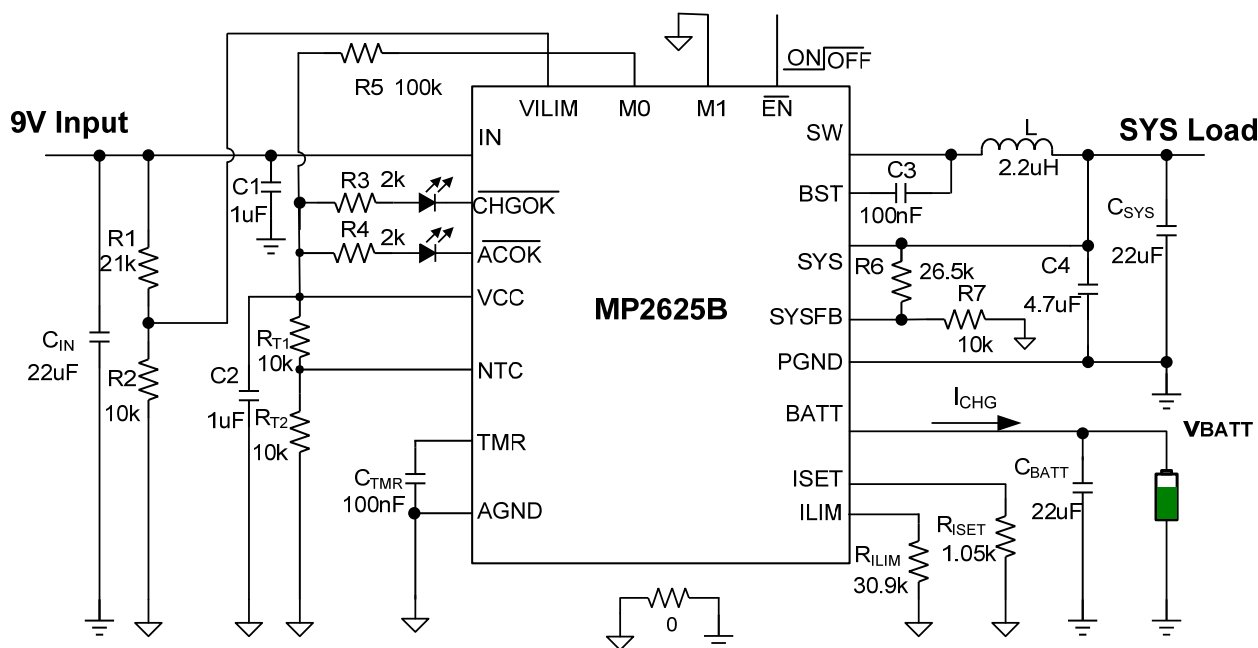 ON OFF
R5 100k
VILIM M0 M1 EN
9V Input
IN
SW
L
2.2uH
SYS Load
C1
1uF
R3 2k
CHGOK
R4 2k
ACOK
BST
C3
100nF
CSYS
22uF
R1
21k
SYS
R6
26.5k
C4
4.7uF
VCC
MP2625B
SYSFB
R7
10k
CIN
22uF
RT1
10k
NTC
PGND
R2
10k
C2
1uF
RT2
10k
BATT
ICHG
VBATT
TMR
CTMR
100nF
AGND
ISET
ILIM
CBATT
22uF
RISET
1.05k
RILIM
30.9k
0